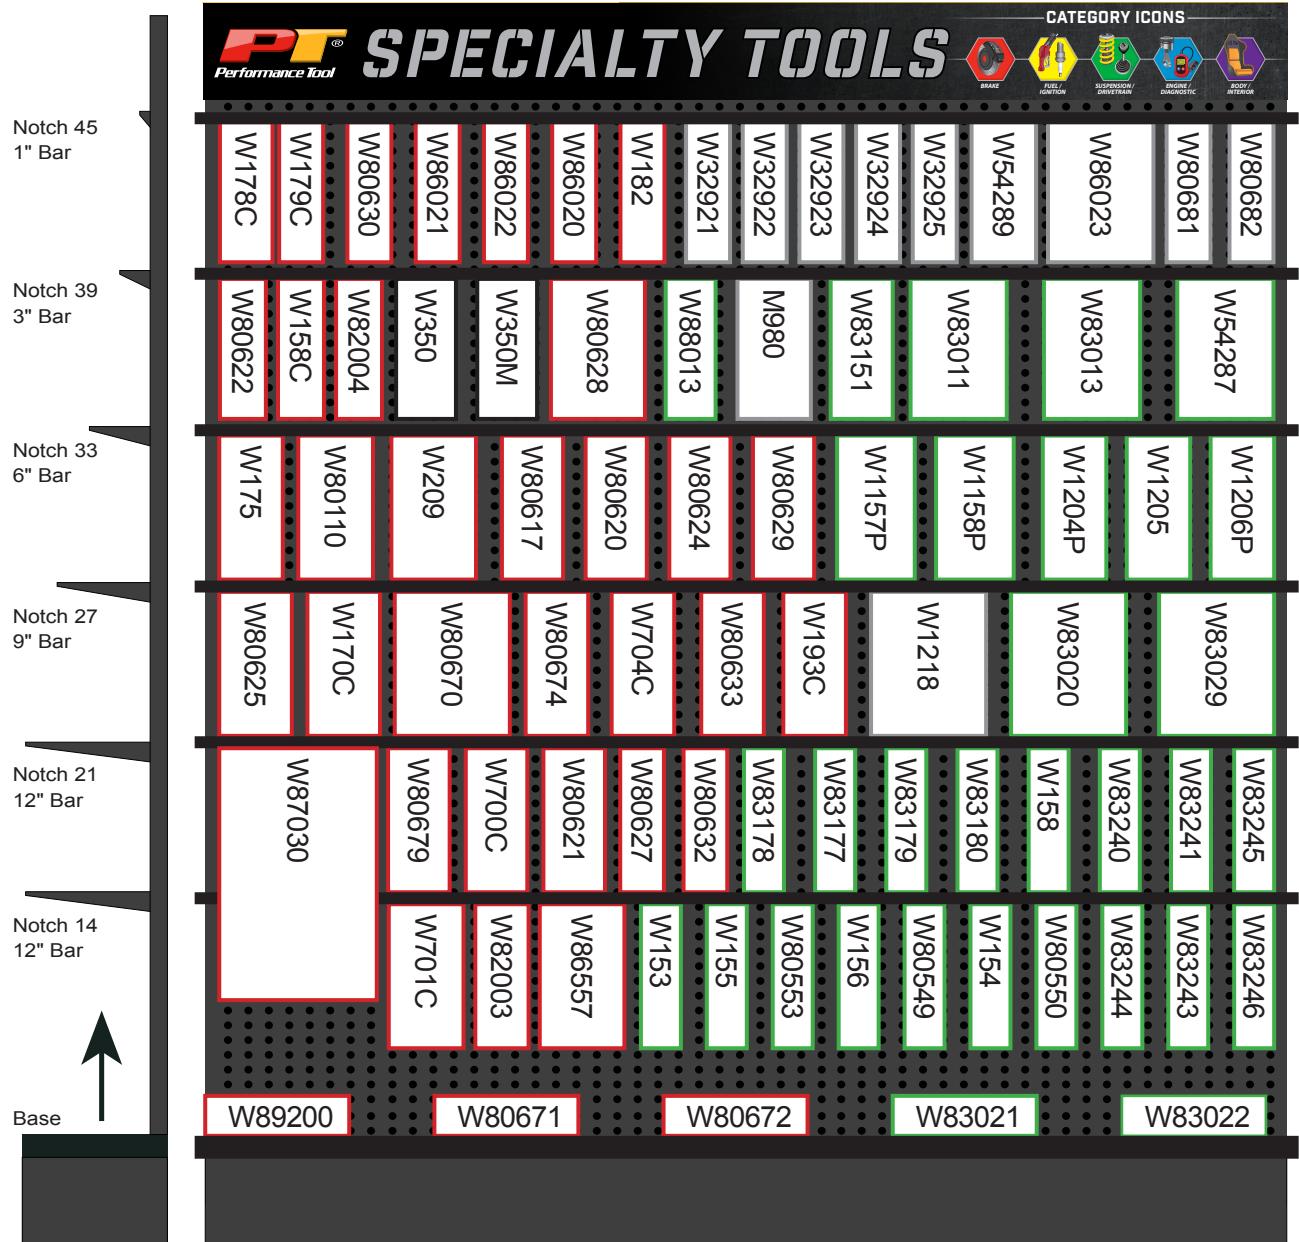 CATEGORY ICONS
PT ®
Performance Tool
SPECIALTY TOOLS
BRAKE
FUEL / IGNITION
SUSPENSION / DRIVETRAIN
ENGINE / DIAGNOSTIC
BODY / INTERIOR
Notch 45
1" Bar
W178C
W179C
W80630
W86021
W86022
W86020
W182
W32921
W32922
W32923
W32924
W32925
W54289
W86023
W80681
W80682
Notch 39
3" Bar
W80622
W158C
W82004
W350
W350M
W80628
W88013
M980
W83151
W83011
W83013
W54287
Notch 33
6" Bar
W175
W80110
W209
W80617
W80620
W80624
W80629
W1157P
W1158P
W1204P
W1205
W1206P
Notch 27
9" Bar
W80625
W170C
W80670
W80674
W704C
W80633
W193C
W1218
W83020
W83029
Notch 21
12" Bar
W87030
W80679
W700C
W80621
W80627
W80632
W83178
W83177
W83179
W83180
W158
W83240
W83241
W83245
Notch 14
12" Bar
W701C
W82003
W86557
W153
W155
W80553
W156
W80549
W154
W80550
W83244
W83243
W83246
Base
W89200
W80671
W80672
W83021
W83022